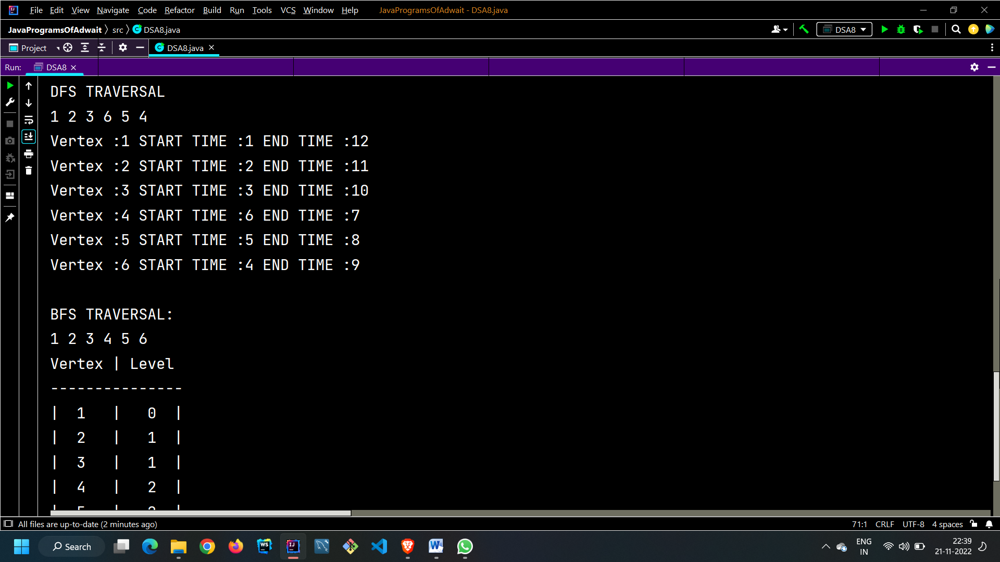 File Edit View Navigate Code Refactor Build Run Tools VCS Window Help JavaProgramsOfAdwait - DSA8.java
JavaProgramsOfAdwait src DSA8.java DSA8
Project DSA8.java
Run: DSA8
DFS TRAVERSAL
1 2 3 6 5 4
Vertex :1 START TIME :1 END TIME :12
Vertex :2 START TIME :2 END TIME :11
Vertex :3 START TIME :3 END TIME :10
Vertex :4 START TIME :6 END TIME :7
Vertex :5 START TIME :5 END TIME :8
Vertex :6 START TIME :4 END TIME :9
BFS TRAVERSAL:
1 2 3 4 5 6
Vertex | Level
---------------
| 1 | 0 |
| 2 | 1 |
| 3 | 1 |
| 4 | 2 |
All files are up-to-date (2 minutes ago) 71:1 CRLF UTF-8 4 spaces
Search ENG IN 22:39 21-11-2022